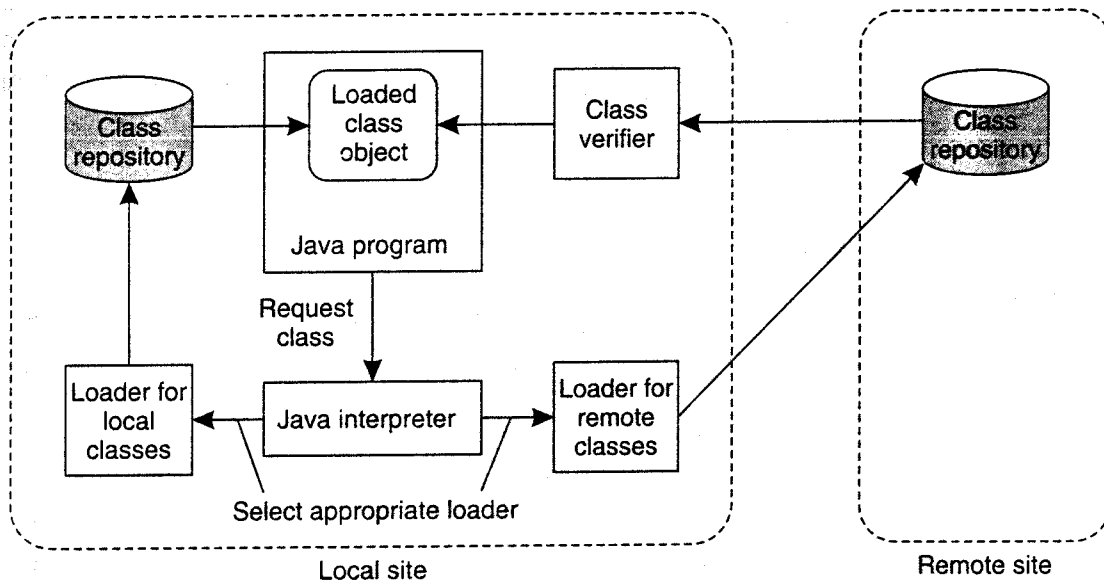 Class
repository
Loaded
class
object
Class
verifier
Class
repository
Java program
Request
class
Loader for
local
classes
Java interpreter
Loader for
remote
classes
Select appropriate loader
Local site
Remote site